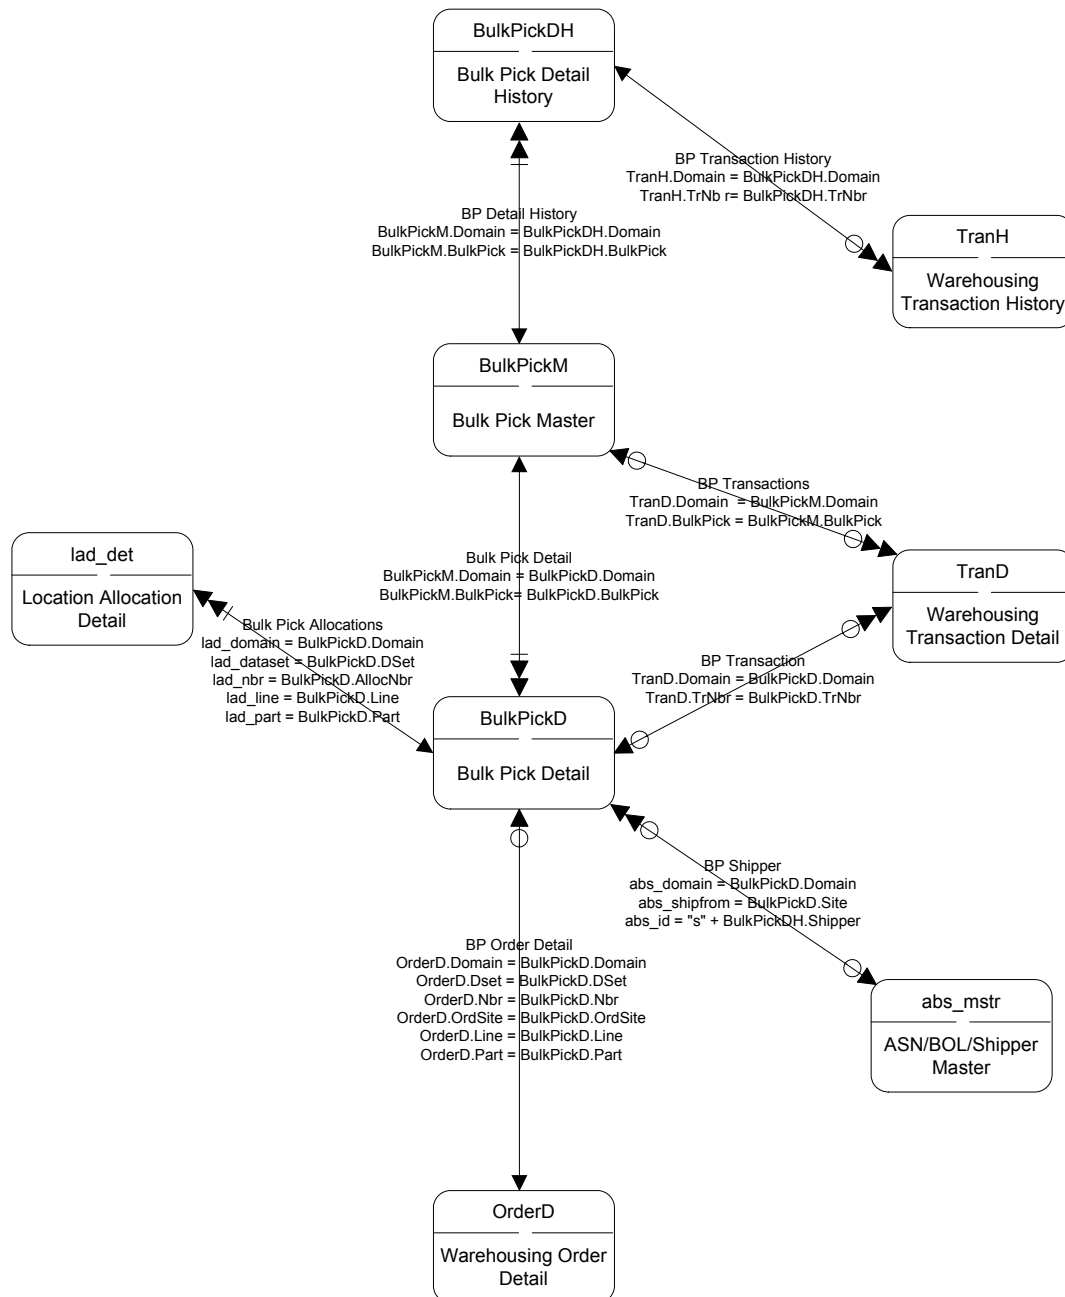 BulkPickDH
Bulk Pick Detail
History
BP Transaction History
TranH.Domain = BulkPickDH.Domain
TranH.TrNb r= BulkPickDH.TrNbr
BP Detail History
BulkPickM.Domain = BulkPickDH.Domain
BulkPickM.BulkPick = BulkPickDH.BulkPick
TranH
Warehousing
Transaction History
BulkPickM
Bulk Pick Master
BP Transactions
TranD.Domain  = BulkPickM.Domain
TranD.BulkPick = BulkPickM.BulkPick
lad_det
Location Allocation
Detail
Bulk Pick Detail
BulkPickM.Domain = BulkPickD.Domain
BulkPickM.BulkPick= BulkPickD.BulkPick
TranD
Warehousing
Transaction Detail
Bulk Pick Allocations
lad_domain = BulkPickD.Domain
lad_dataset = BulkPickD.DSet
lad_nbr = BulkPickD.AllocNbr
lad_line = BulkPickD.Line
lad_part = BulkPickD.Part
BP Transaction
TranD.Domain = BulkPickD.Domain
TranD.TrNbr = BulkPickD.TrNbr
BulkPickD
Bulk Pick Detail
BP Shipper
abs_domain = BulkPickD.Domain
abs_shipfrom = BulkPickD.Site
abs_id = "s" + BulkPickDH.Shipper
BP Order Detail
OrderD.Domain = BulkPickD.Domain
OrderD.Dset = BulkPickD.DSet
OrderD.Nbr = BulkPickD.Nbr
OrderD.OrdSite = BulkPickD.OrdSite
OrderD.Line = BulkPickD.Line
OrderD.Part = BulkPickD.Part
abs_mstr
ASN/BOL/Shipper
Master
OrderD
Warehousing Order
Detail